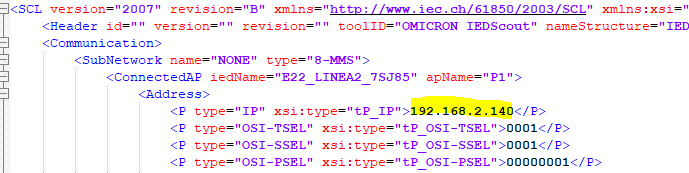 <SCL version="2007" revision="B" xmlns="http://www.iec.ch/61850/2003/SCL" xmlns:xsi="
<Header id="" version="" revision="" toolID="OMICRON IEDScout" nameStructure="IED
<Communication>
<SubNetwork name="NONE" type="8-MMS">
<ConnectedAP iedName="E22_LINEA2_7SJ85" apName="P1">
<Address>
<P type="IP" xsi:type="tP_IP">192.168.2.140</P>
<P type="OSI-TSEL" xsi:type="tP_OSI-TSEL">0001</P>
<P type="OSI-SSEL" xsi:type="tP_OSI-SSEL">0001</P>
<P type="OSI-PSEL" xsi:type="tP_OSI-PSEL">00000001</P>